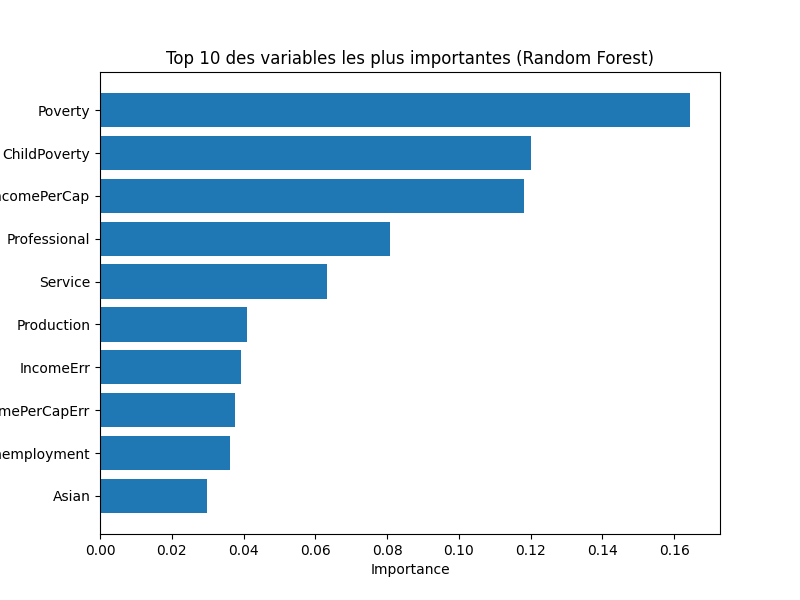 Top 10 des variables les plus importantes (Random Forest)
Poverty
ChildPoverty
ncomePerCap
Professional
Service
Production
IncomeErr
mePerCapErr
employment
Asian
0.00 0.02 0.04 0.06 0.08 0.10 0.12 0.14 0.16
Importance